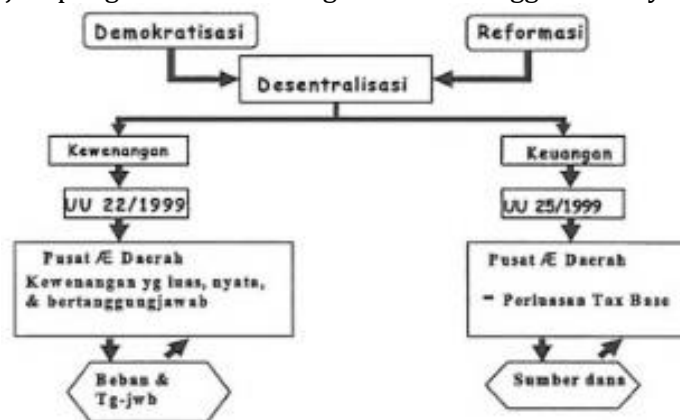 Demokratisasi
Reformasi
Desentralisasi
Kewenangan
Keuangan
UU 22/1999
UU 25/1999
Pusat Æ Daerah
Kewenangan yg luas, nyata,
& bertanggungjawab
Pusat Æ Daerah
- Perluasan Tax Base
Beban &
Tg-jwb
Sumber dana